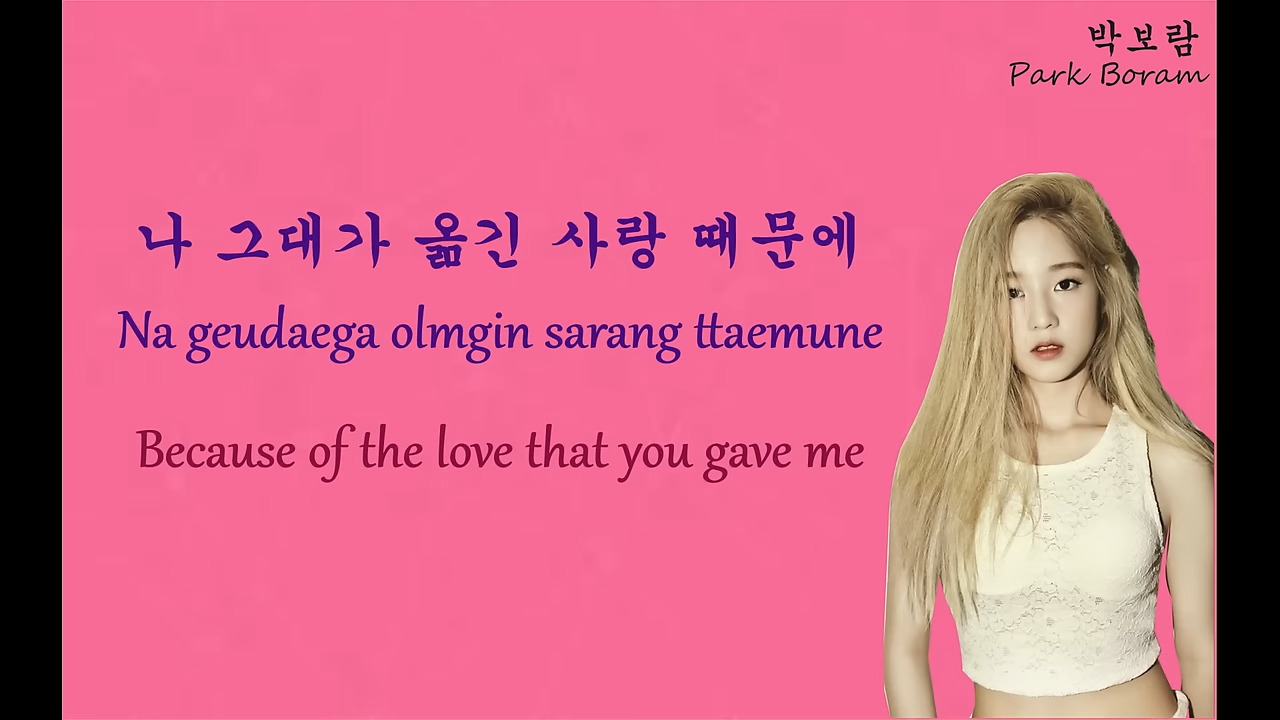 박보람
Park Boram
나 그대가 옮긴 사랑 때문에
Na geudaega olmgin sarang ttaemune
Because of the love that you gave me